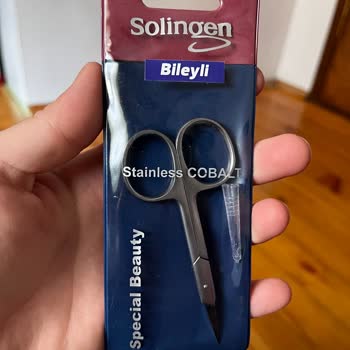 Solingen
Bileyli
Stainless COBALT
Special Beauty